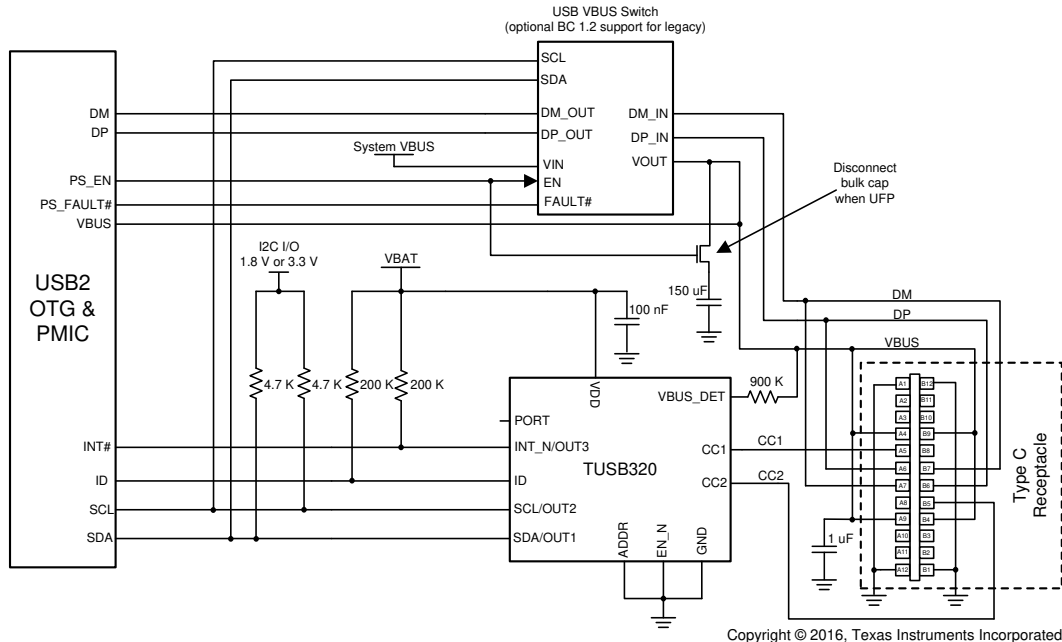 USB VBUS Switch
(optional BC 1.2 support for legacy)
SCL
SDA
DM
DM_OUT
DM_IN
DP
DP_OUT
DP_IN
System VBUS
VIN
VOUT
PS_EN
EN
PS_FAULT#
FAULT#
VBUS
Disconnect
bulk cap
when UFP
USB2
OTG &
PMIC
I2C I/O
1.8 V or 3.3 V
VBAT
150 uF
100 nF
DM
DP
VBUS
4.7 K
4.7 K
200 K
200 K
900 K
VDD
VBUS_DET
PORT
INT#
INT_N/OUT3
CC1
CC1
TUSB320
ID
ID
CC2
CC2
SCL
SCL/OUT2
SDA
SDA/OUT1
ADDR
EN_N
GND
1 uF
A1 B12
A2 B11
A3 B10
A4 B9
A5 B8
A6 B7
A7 B6
A8 B5
A9 B4
A10 B3
A11 B2
A12 B1
Type C
Receptacle
Copyright © 2016, Texas Instruments Incorporated